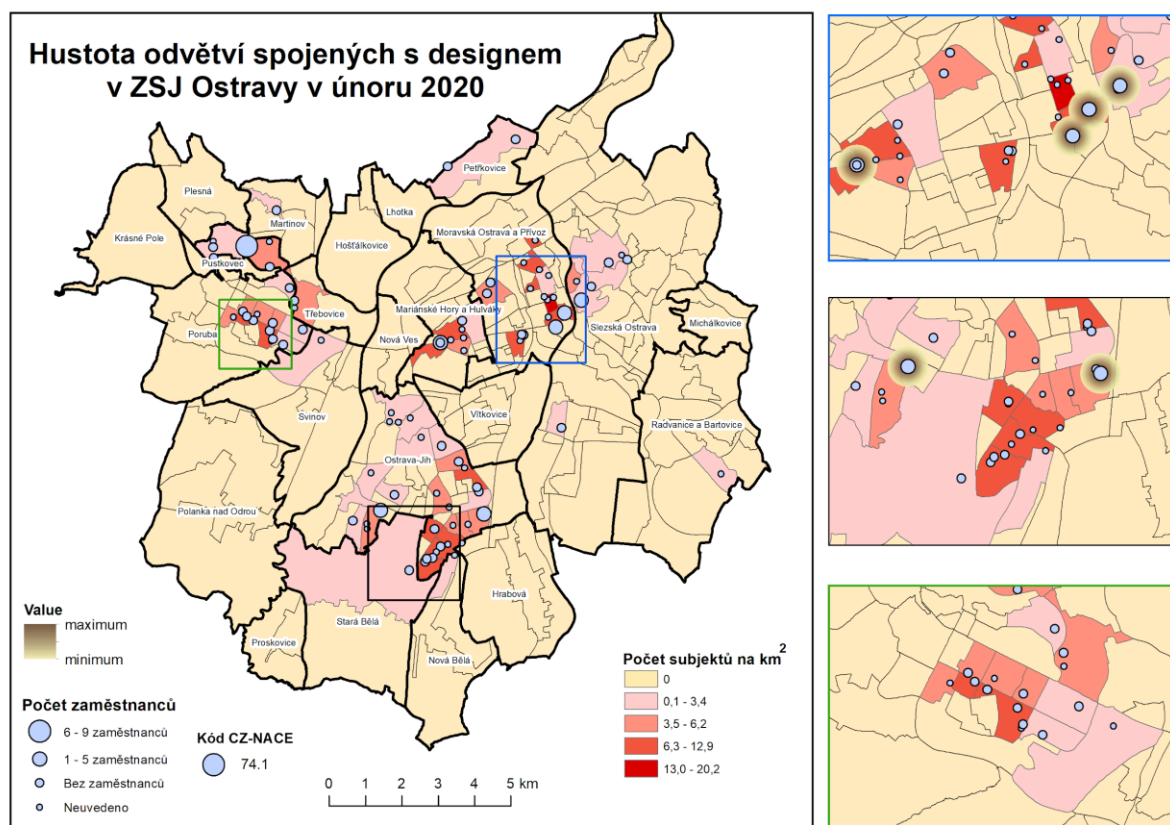 Hustota odvětví spojených s designem
v ZSJ Ostravy v únoru 2020
Petřkovice
Plesná
Martinov
Lhotka
Krásné Pole
Hošťálkovice
Moravská Ostrava a Přívoz
Pustkovec
Třebovice
Mariánské Hory a Hulváky
Poruba
Nová Ves
Slezská Ostrava
Michálkovice
Svinov
Vítkovice
Radvanice a Bartovice
Ostrava-Jih
Polanka nad Odrou
Hrabová
Stará Bělá
Proskovice
Nová Bělá
Value
maximum
minimum
Počet zaměstnanců
6 - 9 zaměstnanců
1 - 5 zaměstnanců
Bez zaměstnanců
Neuvedeno
Kód CZ-NACE
74.1
0 1 2 3 4 5 km
Počet subjektů na km²
0
0,1 - 3,4
3,5 - 6,2
6,3 - 12,9
13,0 - 20,2